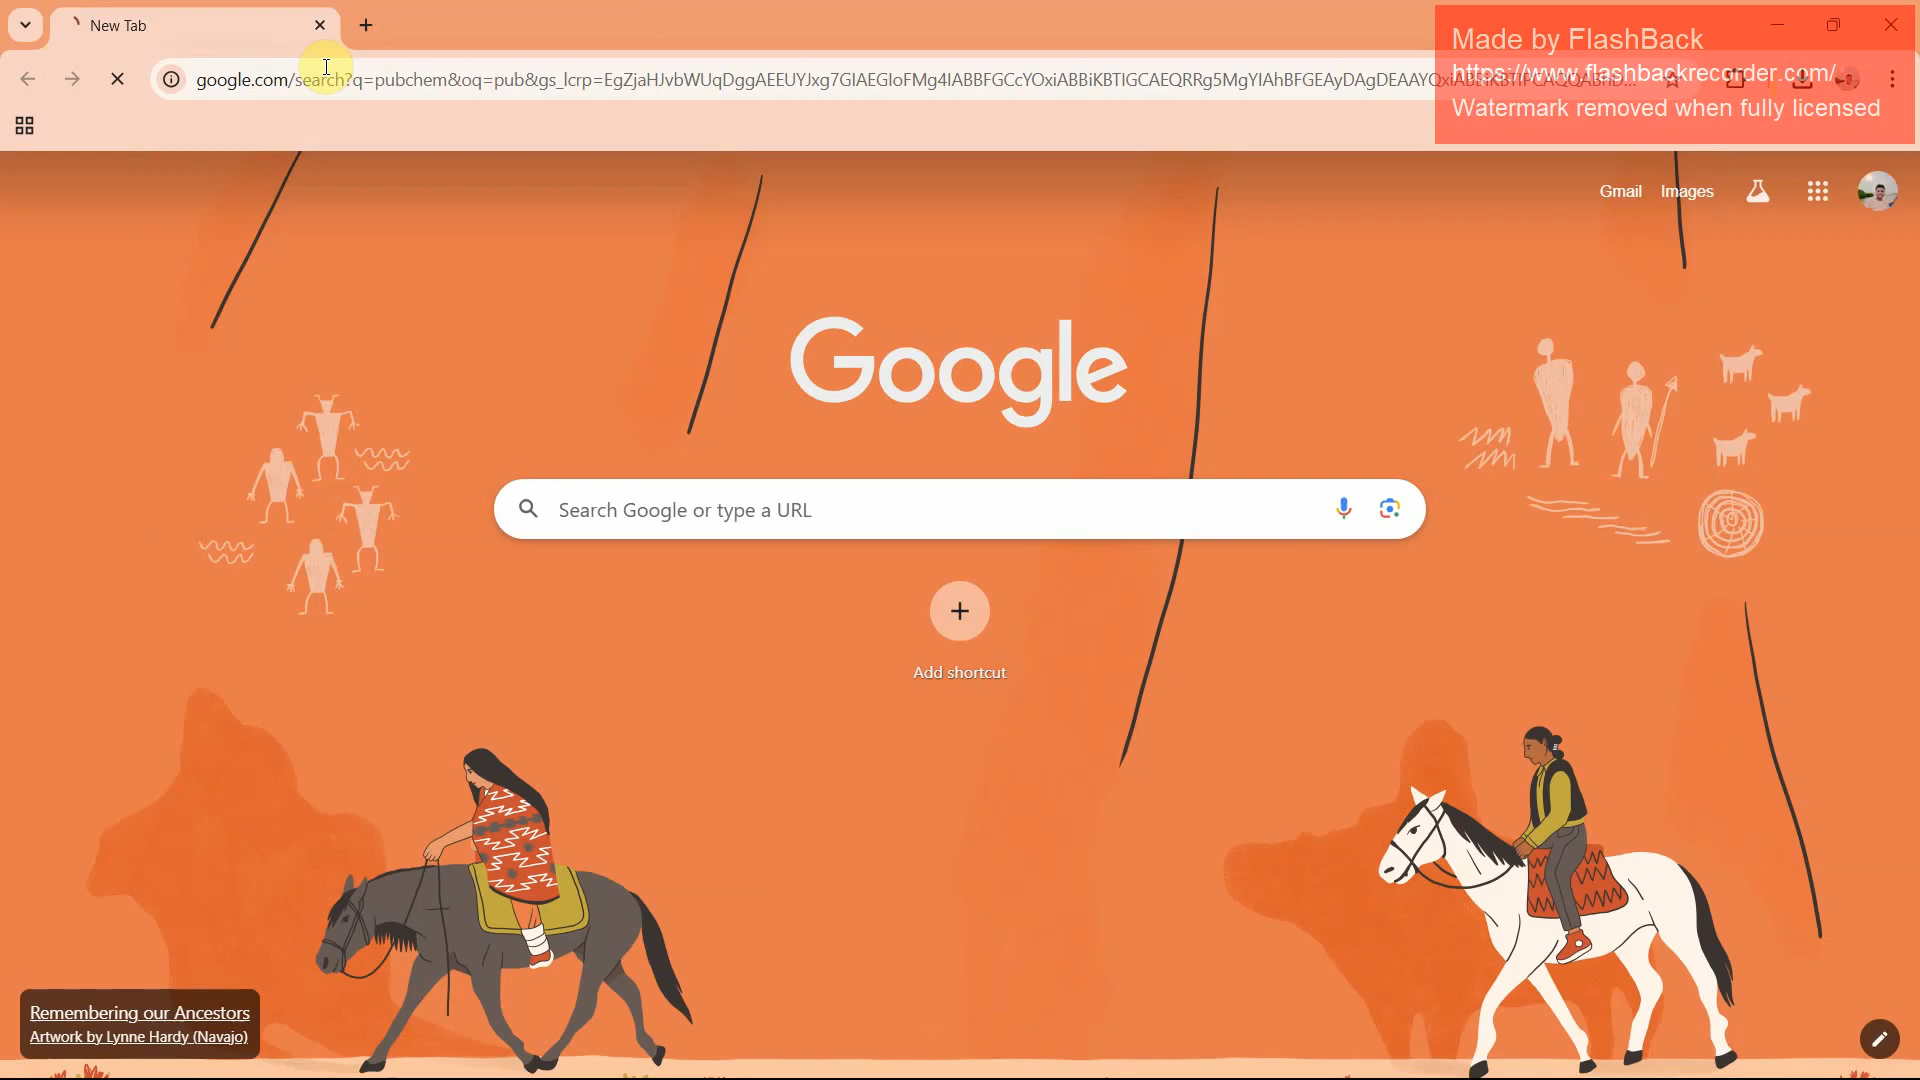 New Tab
google.com/search?q=pubchem&oq=pub&gs_lcrp=
Made by FlashBack
https://www.flashbackrecorder.com/
Watermark removed when fully licensed
Gmail Images
Google
Search Google or type a URL
Add shortcut
Remembering our Ancestors
Artwork by Lynne Hardy (Navajo)